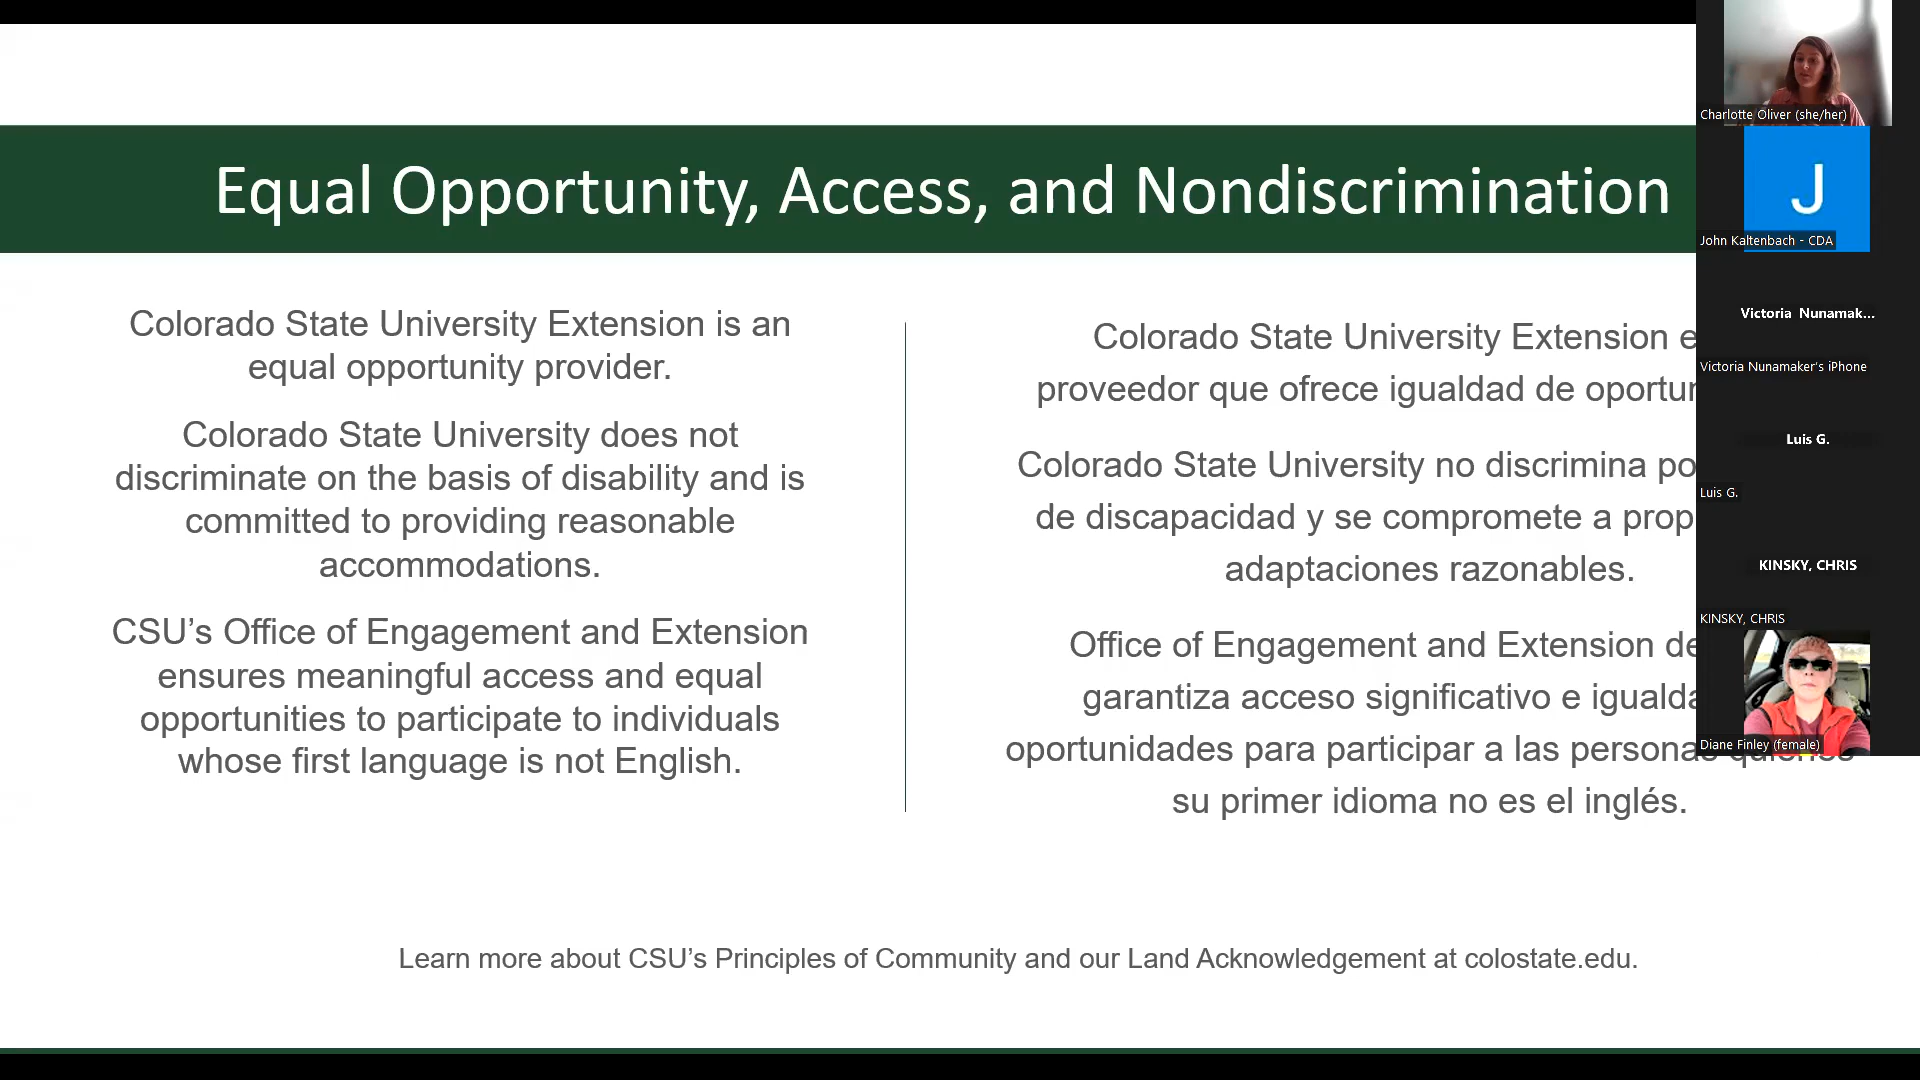 Equal Opportunity, Access, and Nondiscrimination
Colorado State University Extension is an
equal opportunity provider.
Colorado State University does not
discriminate on the basis of disability and is
committed to providing reasonable
accommodations.
CSU’s Office of Engagement and Extension
ensures meaningful access and equal
opportunities to participate to individuals
whose first language is not English.
Colorado State University Extension
proveedor que ofrece igualdad de
Colorado State University no discrimina
de discapacidad y se compromete a
adaptaciones razonables.
Office of Engagement and Extension
garantiza acceso significativo e
oportunidades para participar a las personas quienes
su primer idioma no es el inglés.
Learn more about CSU’s Principles of Community and our Land Acknowledgement at colostate.edu.
Charlotte Oliver (she/her)
J
John Kaltenbach - CDA
Victoria Nunamak...
Victoria Nunamaker's iPhone
Luis G.
Luis G.
KINSKY, CHRIS
KINSKY, CHRIS
Diane Finley (female)